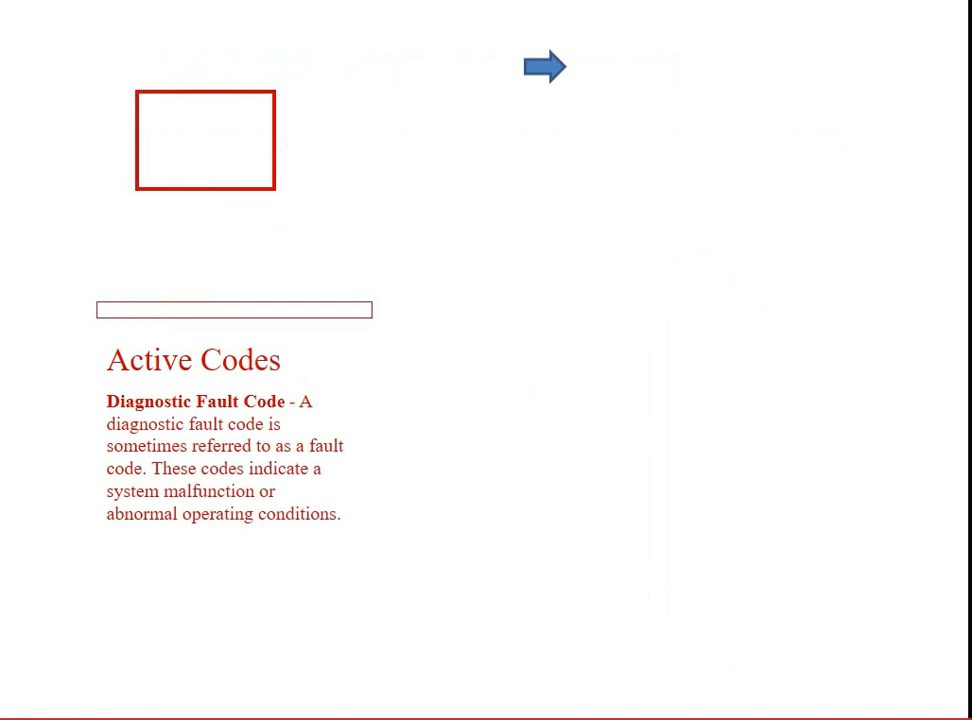 Active Codes
Diagnostic Fault Code - A
diagnostic fault code is
sometimes referred to as a fault
code. These codes indicate a
system malfunction or
abnormal operating conditions.